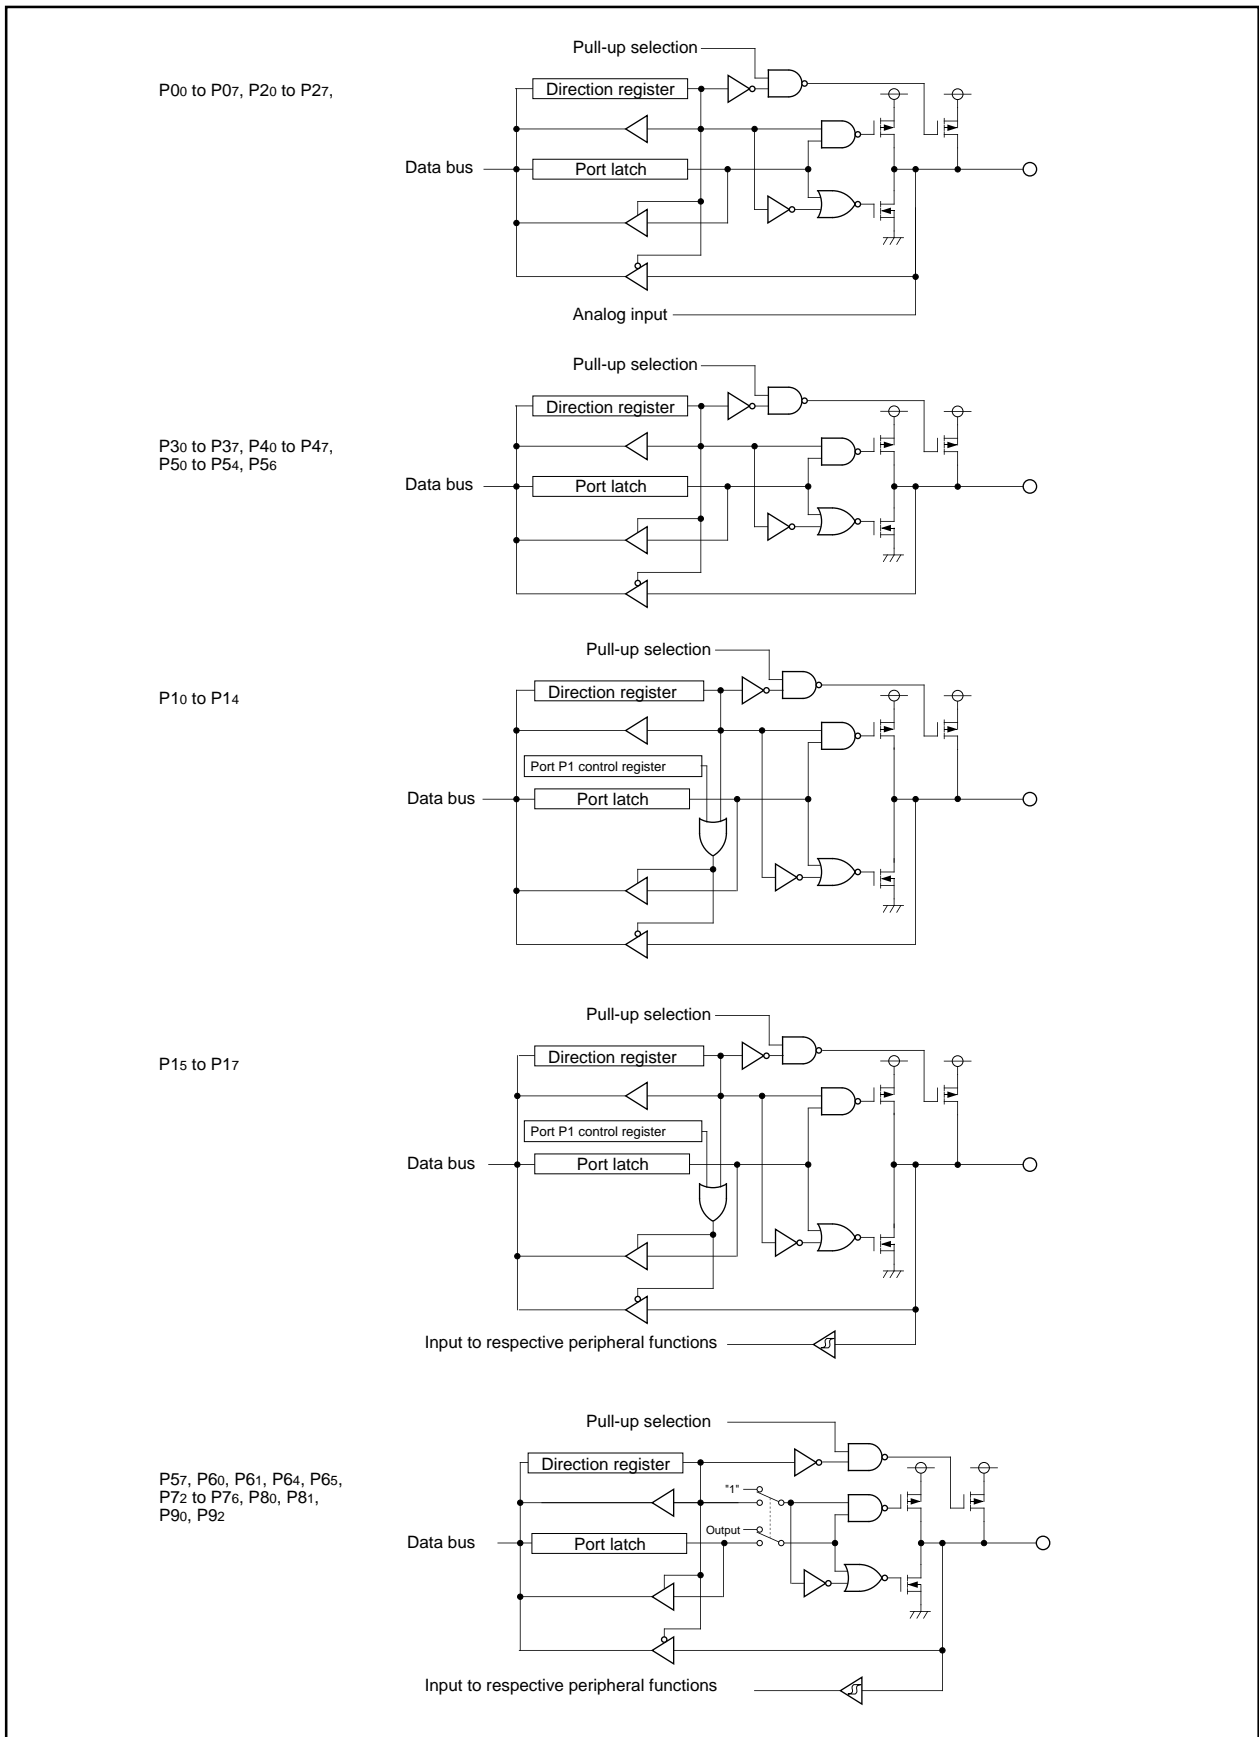 Pull-up selection
P00 to P07, P20 to P27,
Direction register
Data bus
Port latch
Analog input
Pull-up selection
Direction register
P30 to P37, P40 to P47,
P50 to P54, P56
Data bus
Port latch
Pull-up selection
P10 to P14
Direction register
Port P1 control register
Data bus
Port latch
Pull-up selection
P15 to P17
Direction register
Port P1 control register
Data bus
Port latch
Input to respective peripheral functions
Pull-up selection
Direction register
P57, P60, P61, P64, P65,
P72 to P76, P80, P81,
P90, P92
"1"
Output
Data bus
Port latch
Input to respective peripheral functions